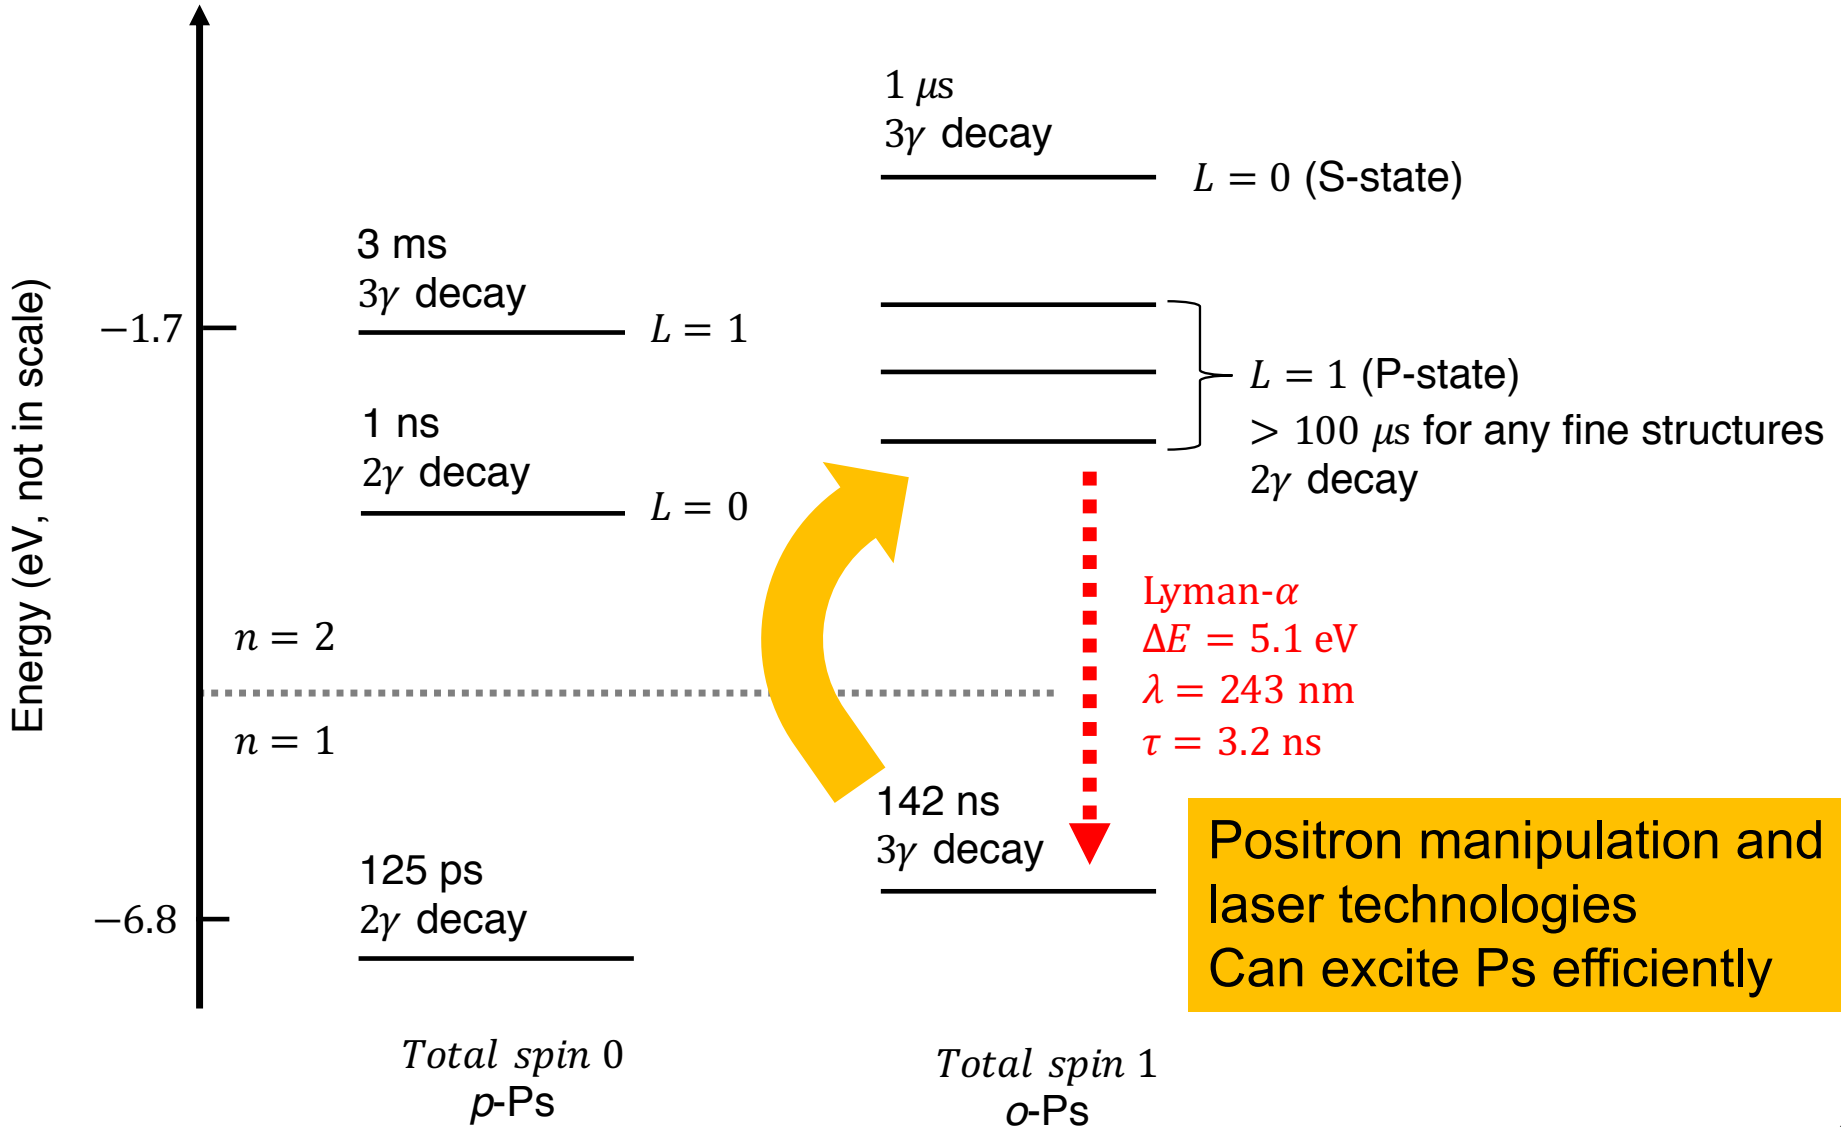 Energy (eV, not in scale)
−1.7
−6.8
n = 2
n = 1
3 ms
3γ decay
L = 1
1 ns
2γ decay
L = 0
125 ps
2γ decay
Total spin 0
p-Ps
1 μs
3γ decay
L = 0 (S-state)
L = 1 (P-state)
> 100 μs for any fine structures
2γ decay
Lyman-α
ΔE = 5.1 eV
λ = 243 nm
τ = 3.2 ns
142 ns
3γ decay
Total spin 1
o-Ps
Positron manipulation and
laser technologies
Can excite Ps efficiently